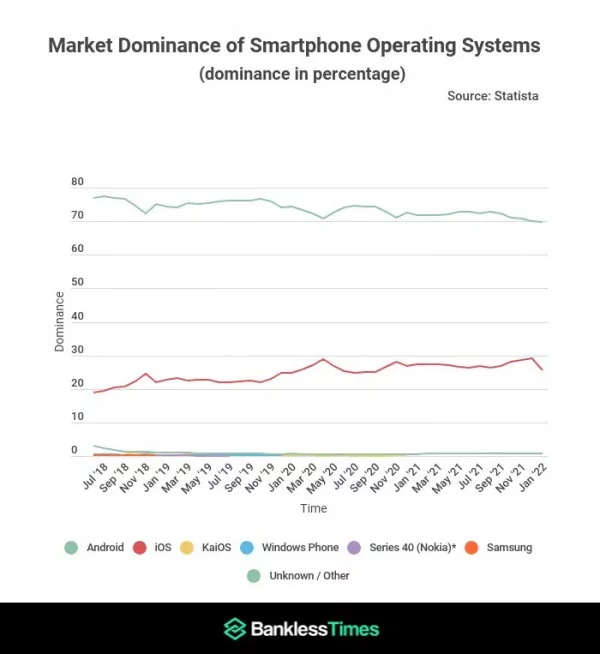 Market Dominance of Smartphone Operating Systems
(dominance in percentage)
Source: Statista
80
70
60
50
40
30
20
10
0
Dominance
Jul '18
Sep '18
Nov '18
Jan '19
Mar '19
May '19
Jul '19
Sep '19
Nov '19
Jan '20
Mar '20
May '20
Jul '20
Sep '20
Nov '20
Jan '21
Mar '21
May '21
Jul '21
Sep '21
Nov '21
Jan '22
Time
Android iOS KaiOS Windows Phone Series 40 (Nokia)* Samsung
Unknown / Other
BanklessTimes